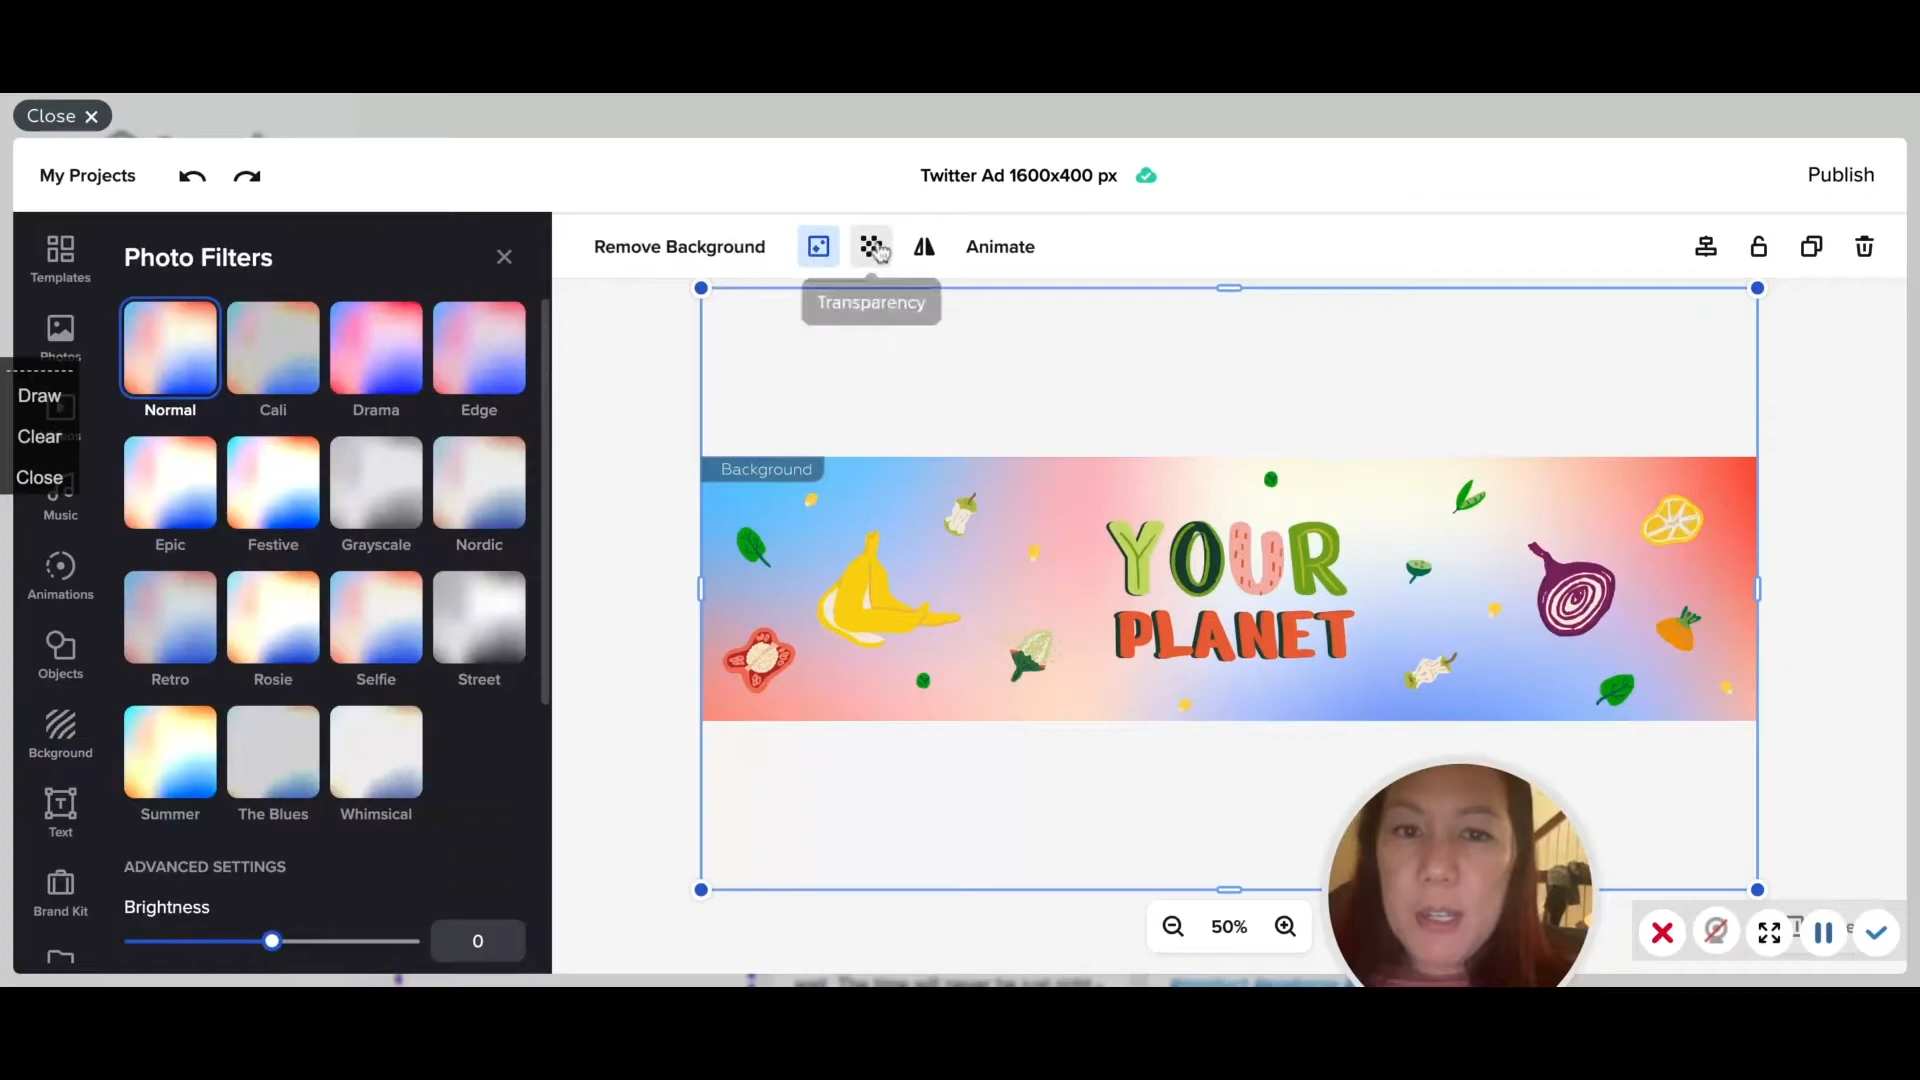 Close
My Projects
Twitter Ad 1600x400 px
Publish
Templates
Photos
Draw
Clear
Close
Music
Animations
Objects
Bckground
Text
Brand Kit
Photo Filters
Normal
Cali
Drama
Edge
Epic
Festive
Grayscale
Nordic
Retro
Rosie
Selfie
Street
Summer
The Blues
Whimsical
ADVANCED SETTINGS
Brightness
0
Remove Background
Animate
Transparency
Background
YOUR
PLANET
50%